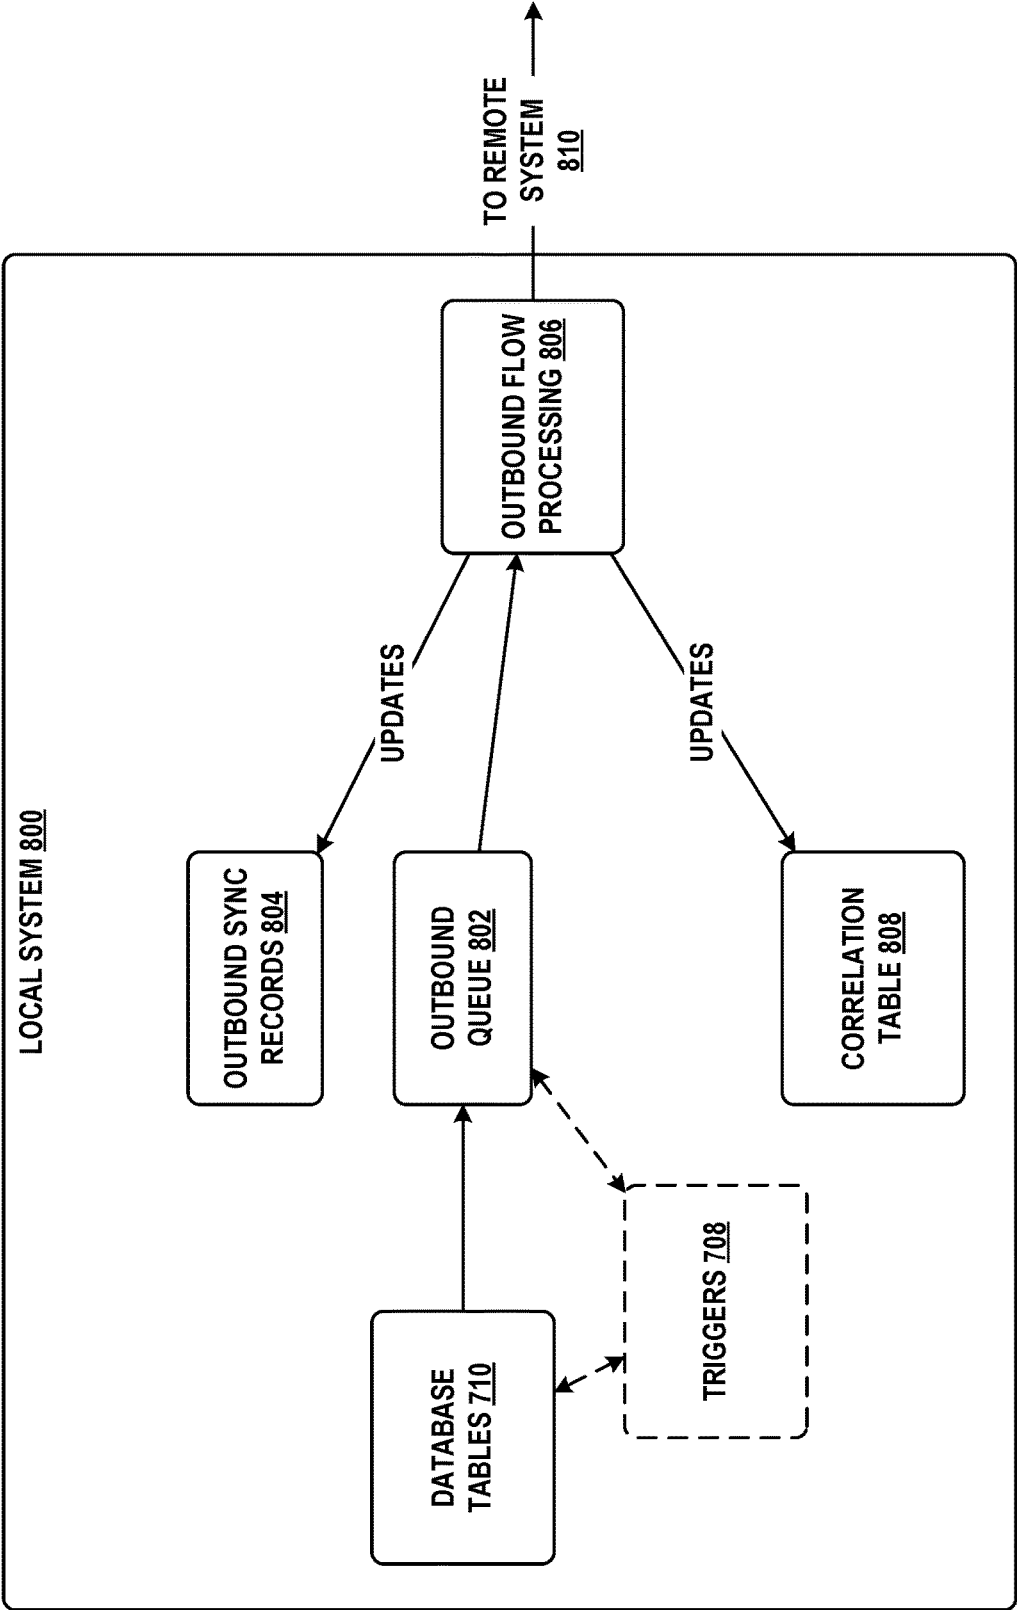 LOCAL SYSTEM 800
OUTBOUND SYNC
RECORDS 804
UPDATES
DATABASE
TABLES 710
OUTBOUND
QUEUE 802
OUTBOUND FLOW
PROCESSING 806
TO REMOTE
SYSTEM
810
TRIGGERS 708
UPDATES
CORRELATION
TABLE 808